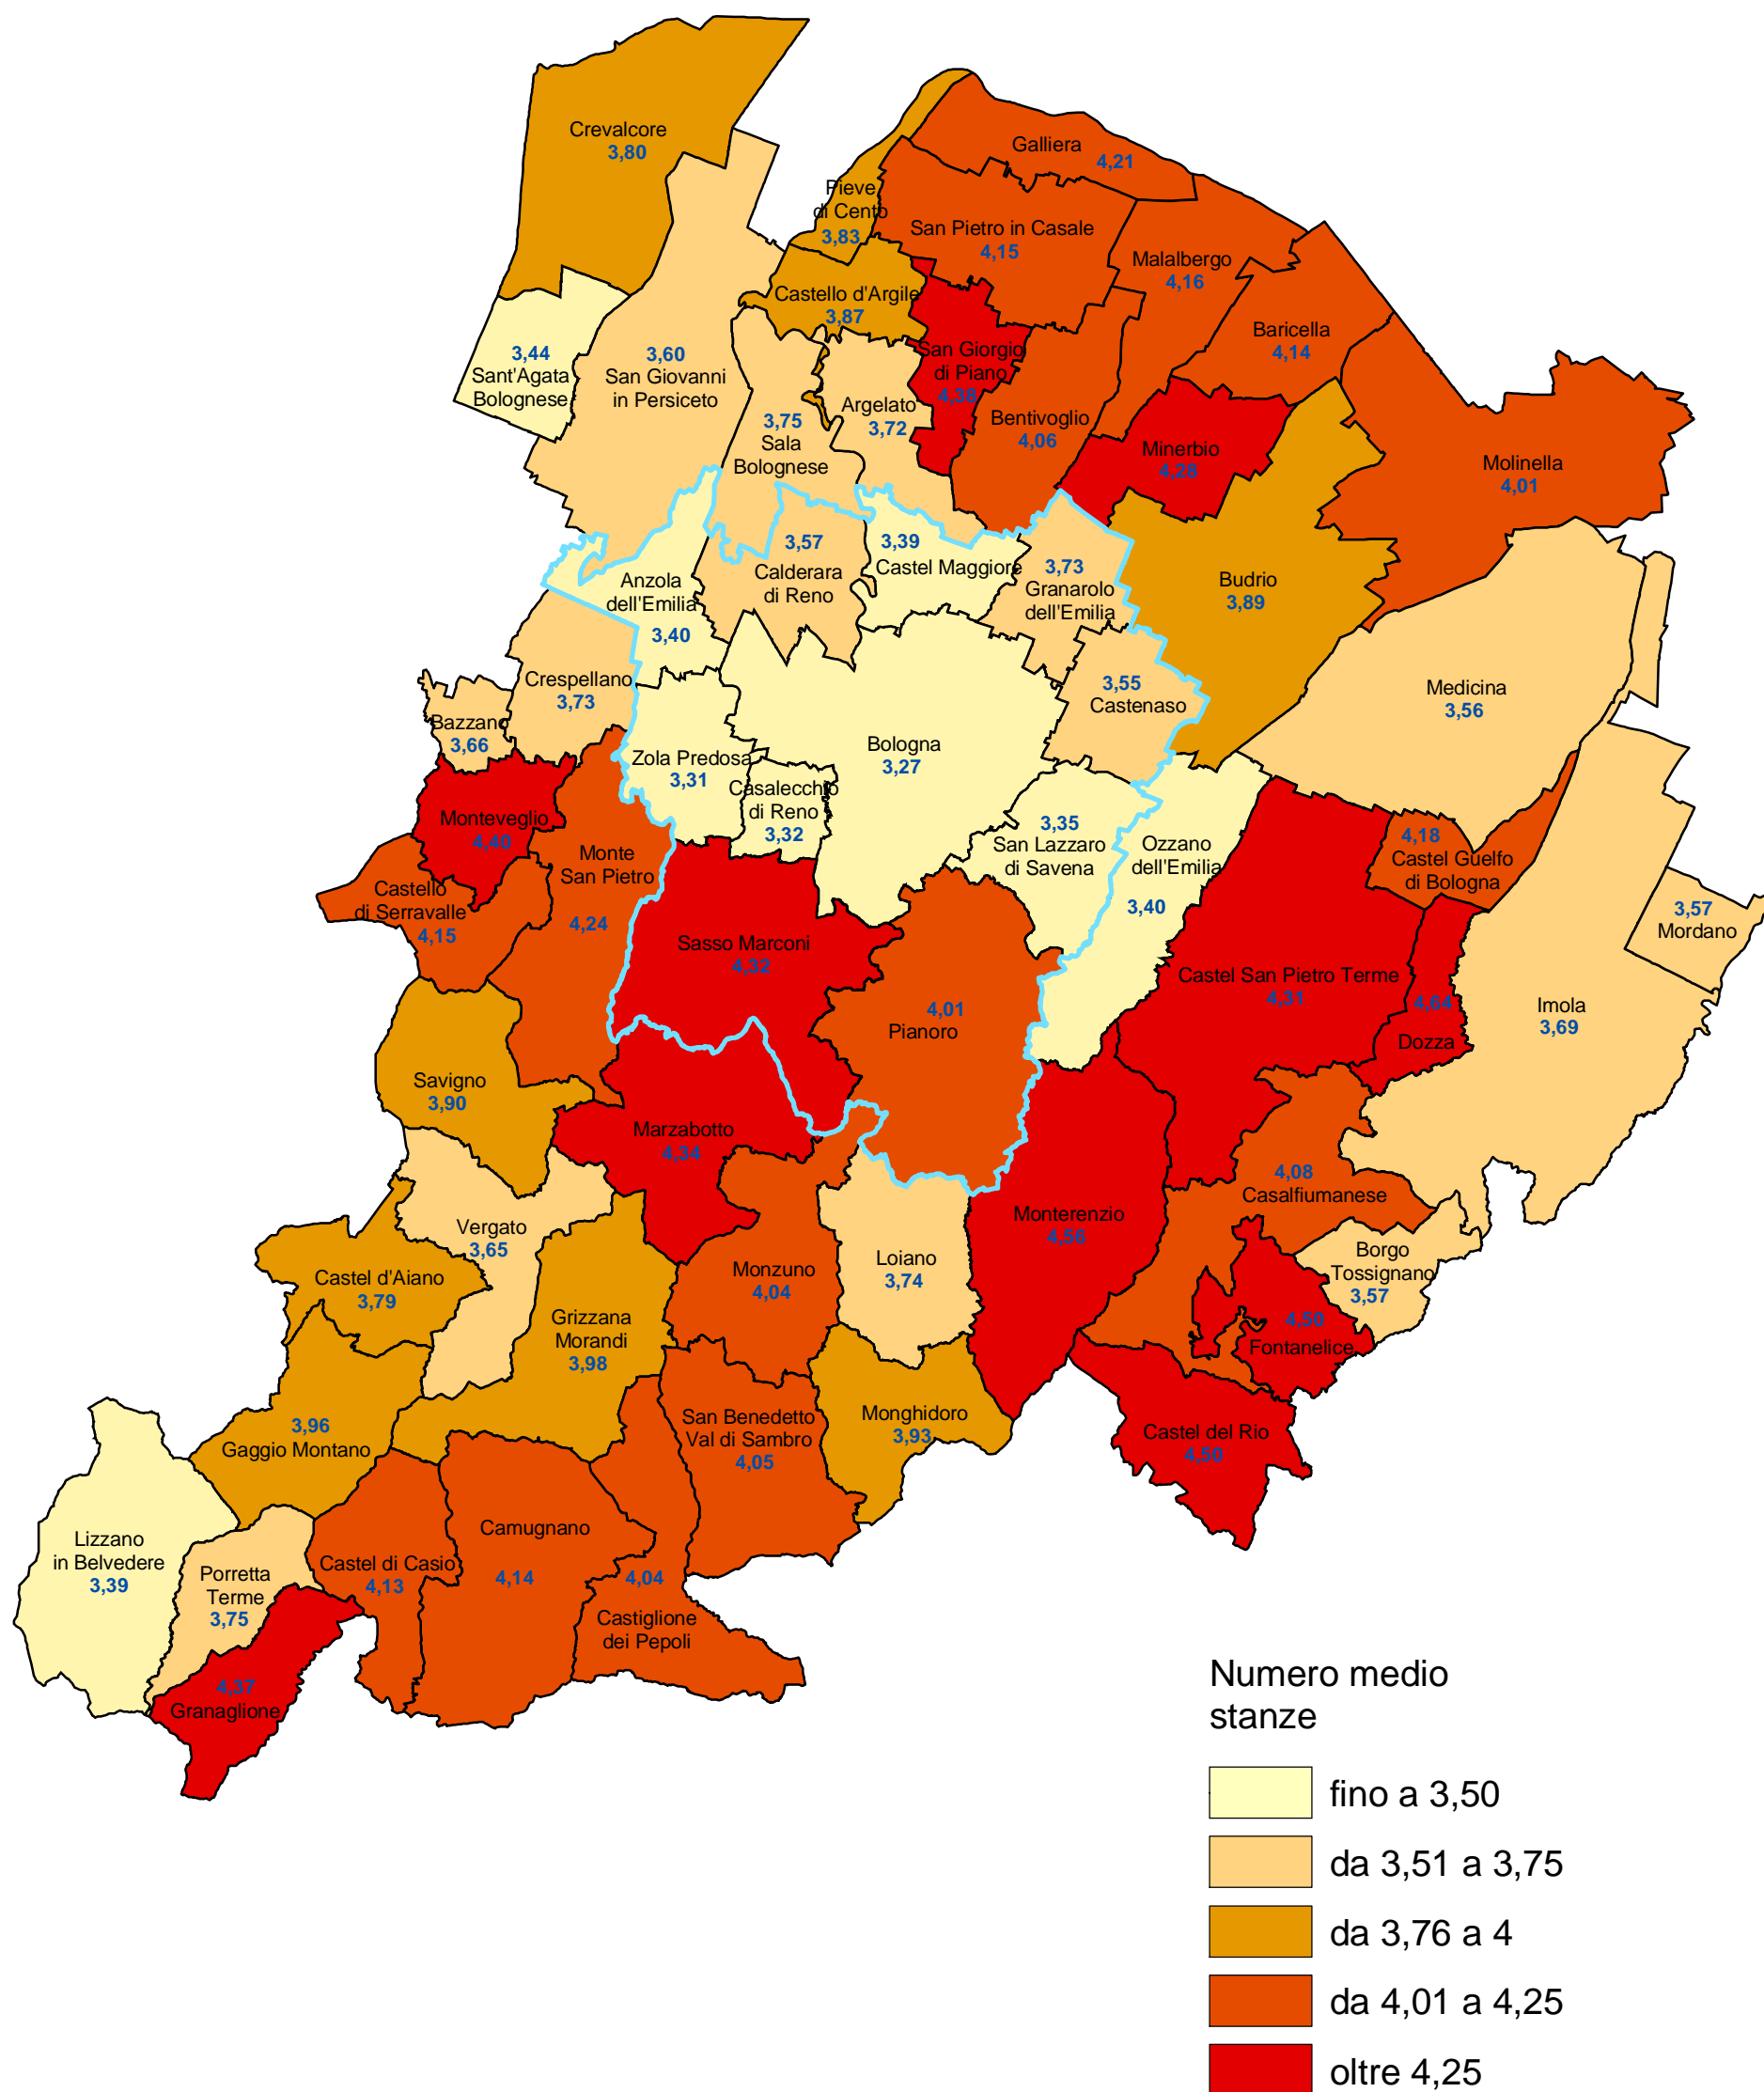 Crevalcore
3,80
Galliera
4,21
Pieve
di Cento
3,83
San Pietro in Casale
4,15
Malalbergo
4,16
Castello d'Argile
3,87
Baricella
4,14
3,44
Sant'Agata
Bolognese
3,60
San Giovanni
in Persiceto
San Giorgio
di Piano
4,38
3,75
Sala
Bolognese
Argelato
3,72
Bentivoglio
4,06
Minerbio
4,28
Molinella
4,01
3,57
Calderara
di Reno
3,39
Castel Maggiore
3,73
Granarolo
dell'Emilia
Budrio
3,89
Anzola
dell'Emilia
3,40
Crespellano
3,73
3,55
Castenaso
Medicina
3,56
Bazzano
3,66
Zola Predosa
3,31
Bologna
3,27
Casalecchio
di Reno
3,32
Monteveglio
4,40
Monte
San Pietro
4,24
3,35
San Lazzaro
di Savena
Ozzano
dell'Emilia
3,40
4,18
Castel Guelfo
di Bologna
Castello
di Serravalle
4,15
3,57
Mordano
Sasso Marconi
4,32
Castel San Pietro Terme
4,31
4,64
Dozza
Imola
3,69
4,01
Pianoro
Savigno
3,90
Marzabotto
4,34
4,08
Casalfiumanese
Vergato
3,65
Monterenzio
4,56
Castel d'Aiano
3,79
Monzuno
4,04
Loiano
3,74
Borgo
Tossignano
3,57
Grizzana
Morandi
3,98
4,50
Fontanelice
3,96
Gaggio Montano
San Benedetto
Val di Sambro
4,05
Monghidoro
3,93
Castel del Rio
4,50
Lizzano
in Belvedere
3,39
Porretta
Terme
3,75
Castel di Casio
4,13
Camugnano
4,14
4,04
Castiglione
dei Pepoli
4,37
Granaglione
Numero medio
stanze
fino a 3,50
da 3,51 a 3,75
da 3,76 a 4
da 4,01 a 4,25
oltre 4,25